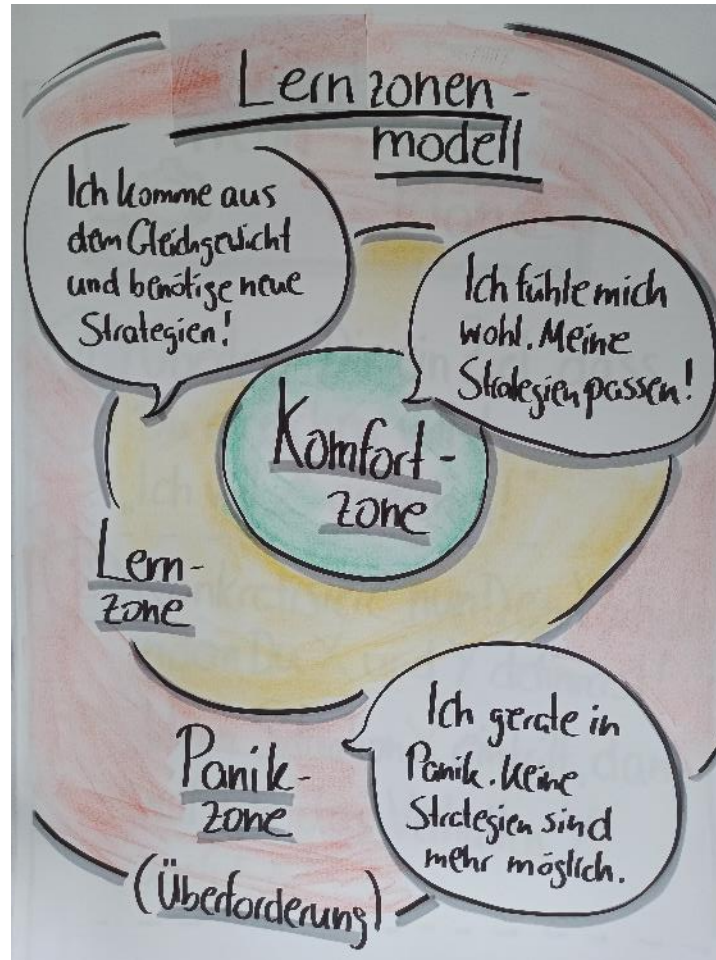 Lernzonen-
modell
Ich komme aus
dem Gleichgewicht
und benötige neue
Strategien!
Ich fühle mich
wohl. Meine
Strategien passen!
Komfort-
zone
Lern-
zone
Panik-
zone
(Überforderung)
Ich gerate in
Panik. Keine
Strategien sind
mehr möglich.